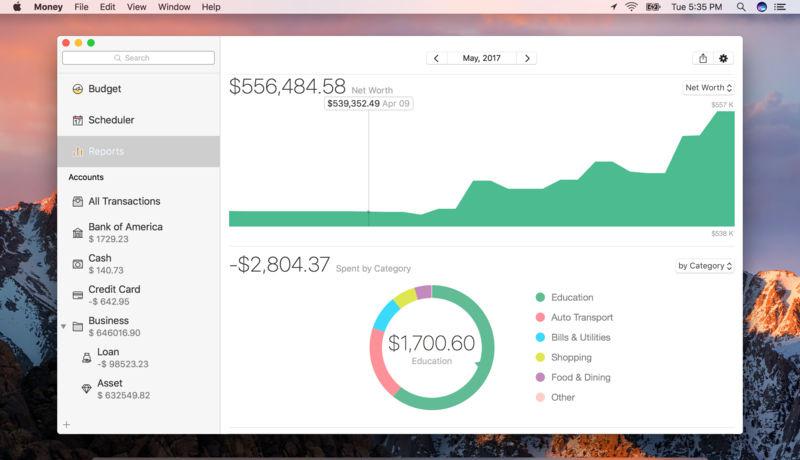 Money File Edit View Window Help
Tue 5:35 PM
Search
Budget
17 Scheduler
Reports
Accounts
All Transactions
Bank of America
$ 1729.23
Cash
$ 140.73
Credit Card
-$ 642.95
Business
$ 646016.90
Loan
-$ 98523.23
Asset
$ 632549.82
May, 2017
$556,484.58 Net Worth
Net Worth
$539,352.49 Apr 09
$557 K
$538 K
-$2,804.37 Spent by Category
by Category
$1,700.60
Education
Education
Auto Transport
Bills & Utilities
Shopping
Food & Dining
Other